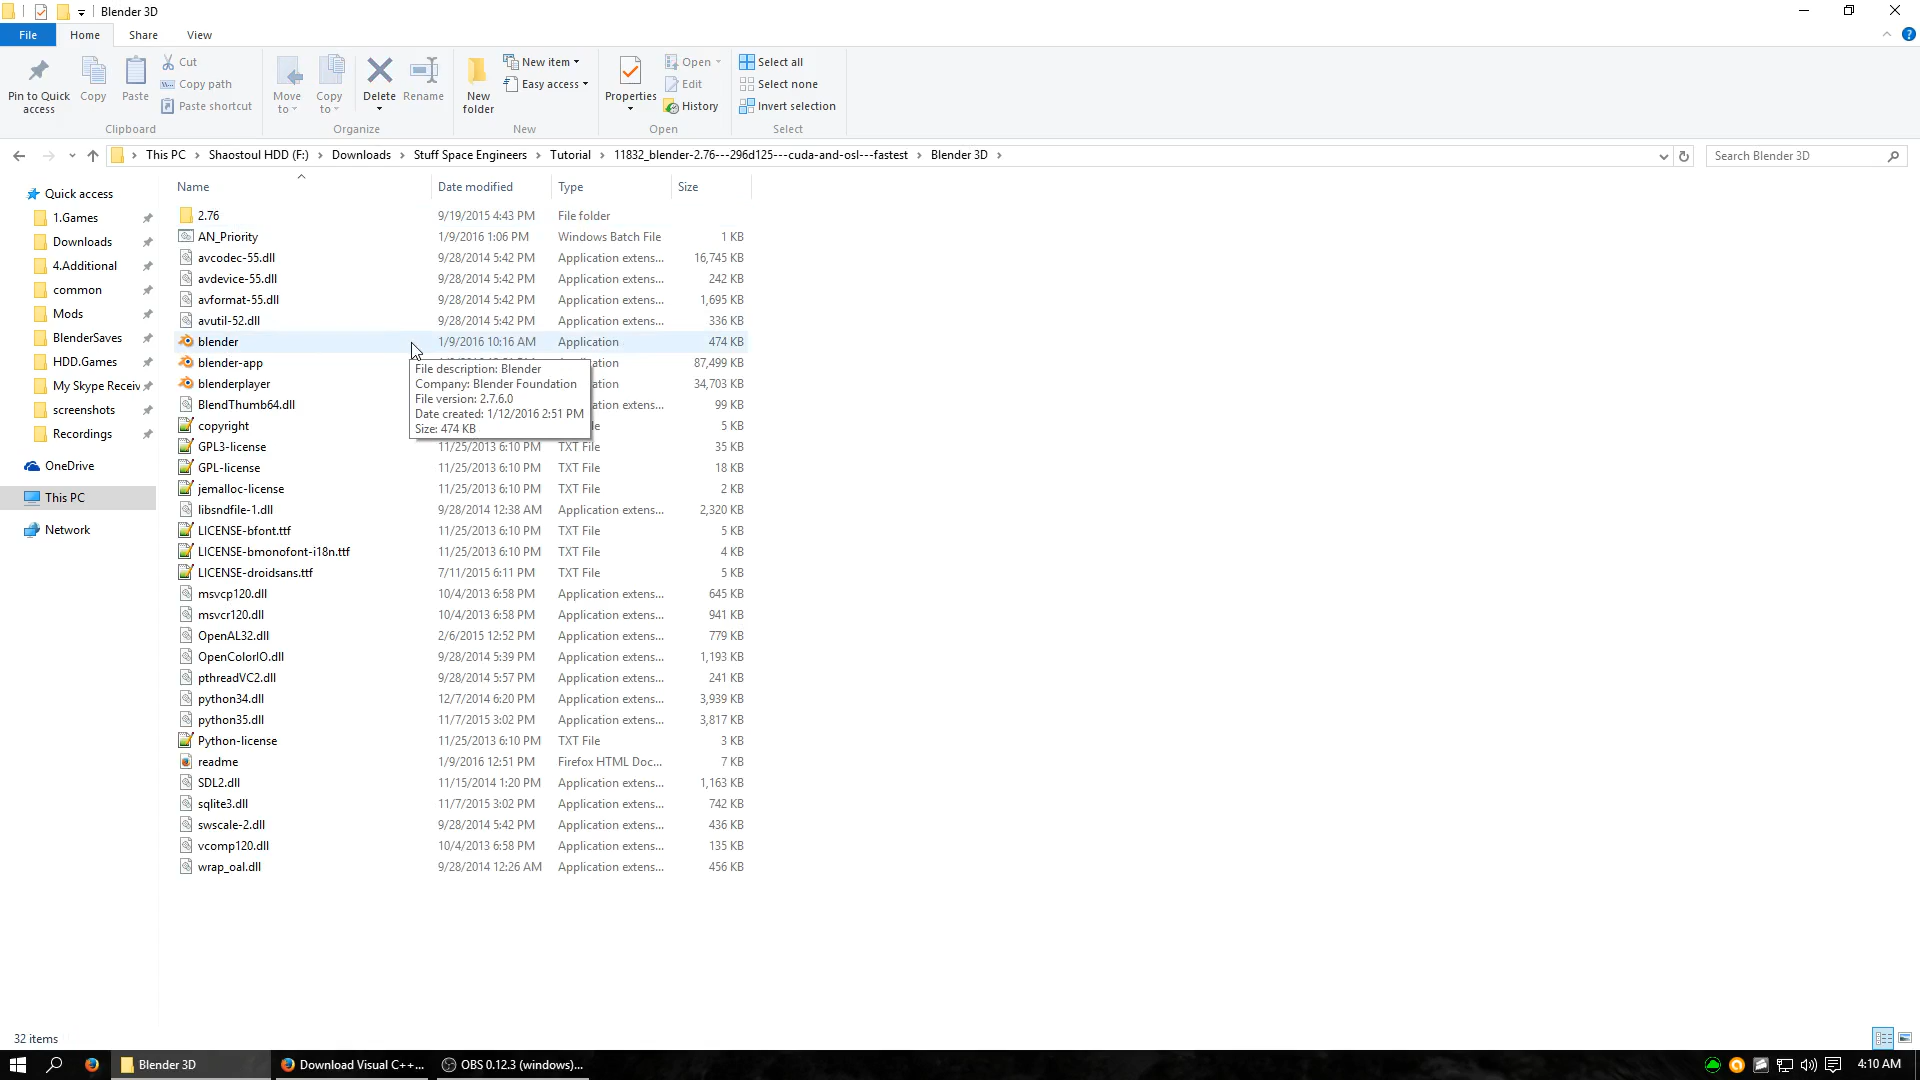 Blender 3D
File
Home
Share
View
Pin to Quick access
Copy
Paste
Cut
Copy path
Paste shortcut
Clipboard
Move to
Copy to
Delete
Rename
Organize
New folder
New item
Easy access
New
Properties
Open
Edit
History
Open
Select all
Select none
Invert selection
Select
This PC > Shaostoul HDD (F:) > Downloads > Stuff Space Engineers > Tutorial > 11832_blender-2.76---296d125---cuda-and-osl---fastest > Blender 3D >
Search Blender 3D
Quick access
1.Games
Downloads
4.Additional
common
Mods
BlenderSaves
HDD.Games
My Skype Receiv
screenshots
Recordings
OneDrive
This PC
Network
Name Date modified Type Size
2.76 9/19/2015 4:43 PM File folder
AN_Priority 1/9/2016 1:06 PM Windows Batch File 1 KB
avcodec-55.dll 9/28/2014 5:42 PM Application extens... 16,745 KB
avdevice-55.dll 9/28/2014 5:42 PM Application extens... 242 KB
avformat-55.dll 9/28/2014 5:42 PM Application extens... 1,695 KB
avutil-52.dll 9/28/2014 5:42 PM Application extens... 336 KB
blender 1/9/2016 10:16 AM Application 474 KB
blender-app cation 87,499 KB
blenderplayer ation 34,703 KB
BlendThumb64.dll ation extens... 99 KB
copyright le 5 KB
File description: Blender
Company: Blender Foundation
File version: 2.7.6.0
Date created: 1/12/2016 2:51 PM
Size: 474 KB
GPL3-license 11/25/2013 6:10 PM TXT File 35 KB
GPL-license 11/25/2013 6:10 PM TXT File 18 KB
jemalloc-license 11/25/2013 6:10 PM TXT File 2 KB
libsndfile-1.dll 9/28/2014 12:38 AM Application extens... 2,320 KB
LICENSE-bfont.ttf 11/25/2013 6:10 PM TXT File 5 KB
LICENSE-bmonofont-i18n.ttf 11/25/2013 6:10 PM TXT File 4 KB
LICENSE-droidsans.ttf 7/11/2015 6:11 PM TXT File 5 KB
msvcp120.dll 10/4/2013 6:58 PM Application extens... 645 KB
msvcr120.dll 10/4/2013 6:58 PM Application extens... 941 KB
OpenAL32.dll 2/6/2015 12:52 PM Application extens... 779 KB
OpenColorIO.dll 9/28/2014 5:39 PM Application extens... 1,193 KB
pthreadVC2.dll 9/28/2014 5:57 PM Application extens... 241 KB
python34.dll 12/7/2014 6:20 PM Application extens... 3,939 KB
python35.dll 11/7/2015 3:02 PM Application extens... 3,817 KB
Python-license 11/25/2013 6:10 PM TXT File 3 KB
readme 1/9/2016 12:51 PM Firefox HTML Doc... 7 KB
SDL2.dll 11/15/2014 1:20 PM Application extens... 1,163 KB
sqlite3.dll 11/7/2015 3:02 PM Application extens... 742 KB
swscale-2.dll 9/28/2014 5:42 PM Application extens... 436 KB
vcomp120.dll 10/4/2013 6:58 PM Application extens... 135 KB
wrap_oal.dll 9/28/2014 12:26 AM Application extens... 456 KB
32 items
Blender 3D
Download Visual C++...
OBS 0.12.3 (windows)...
4:10 AM